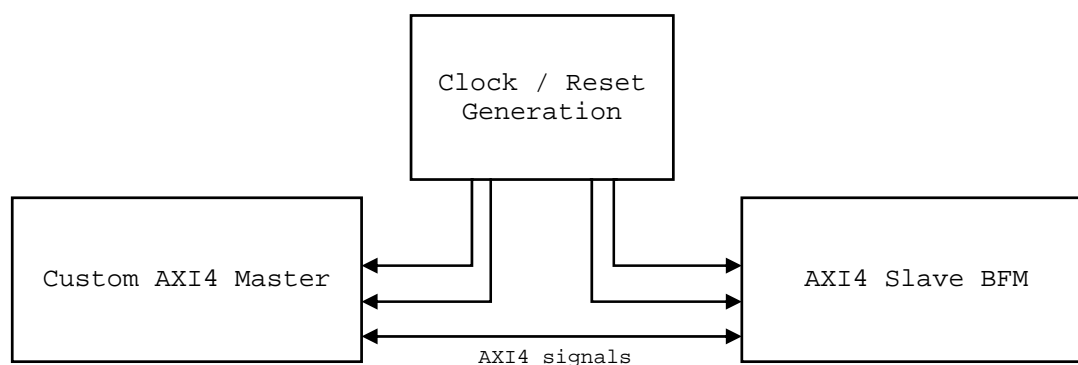 Clock / Reset
Generation
Custom AXI4 Master
AXI4 Slave BFM
AXI4 signals